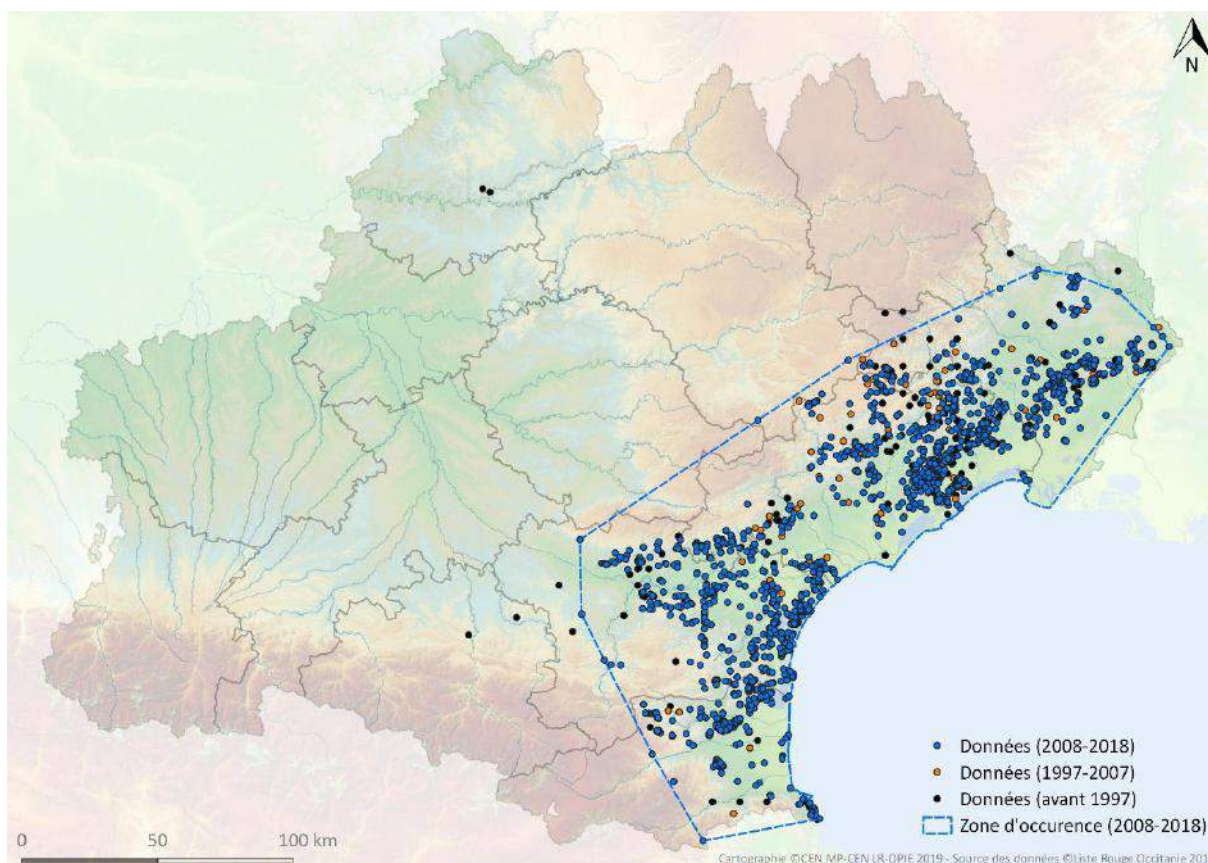 N
Données (2008-2018)
Données (1997-2007)
Données (avant 1997)
Zone d'occurence (2008-2018)
0 50 100 km
Cartographie ©CEN MP-CEN LR-OPIE 2019 - Source des données ©Liste Rouge Occitanie 201